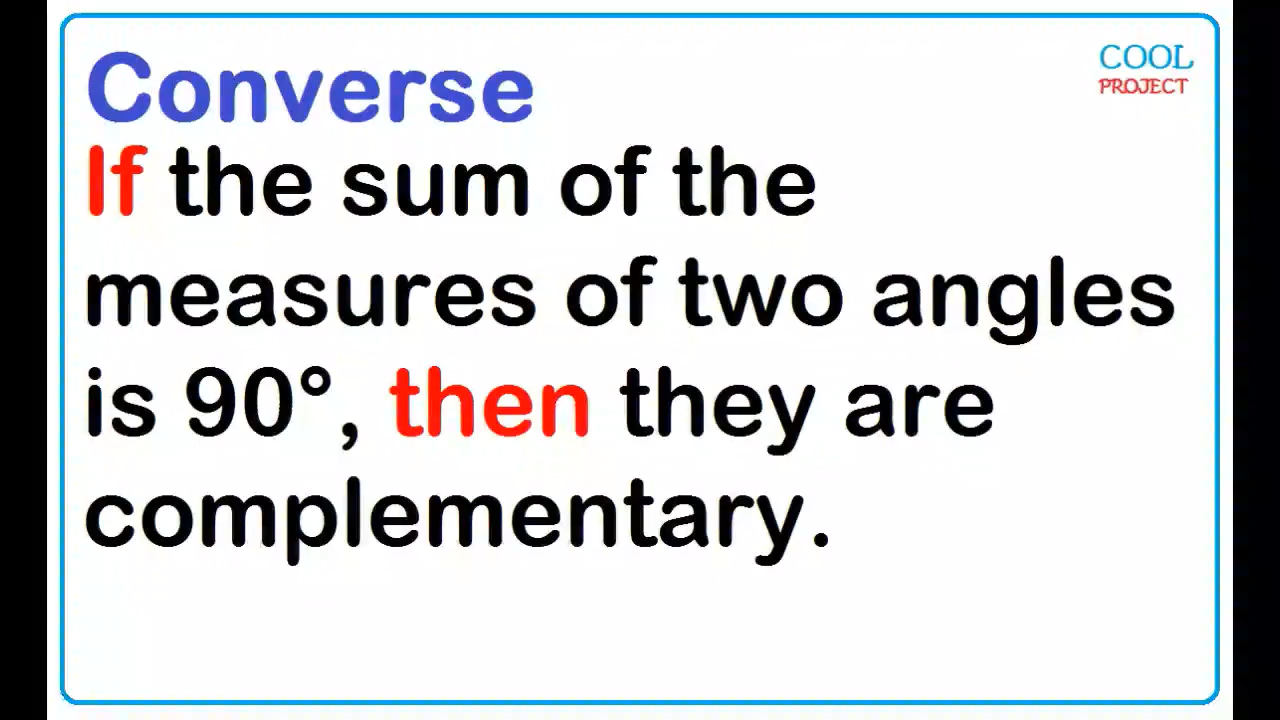 Converse
COOL
PROJECT
If the sum of the
measures of two angles
is 90°, then they are
complementary.